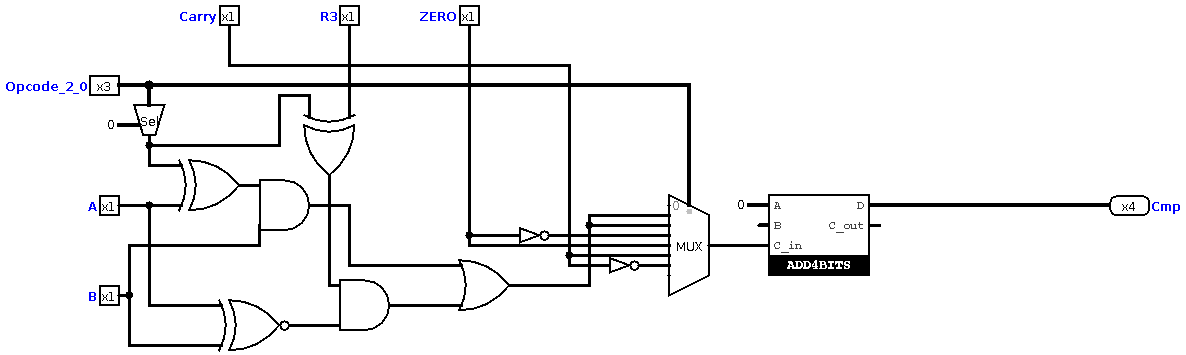 Carry x1
R3 x1
ZERO x1
Opcode_2_0 x3
0 Sel
A x1
B x1
0
MUX
0 A D
B C_out
C_in
ADD4BITS
x4 Cmp